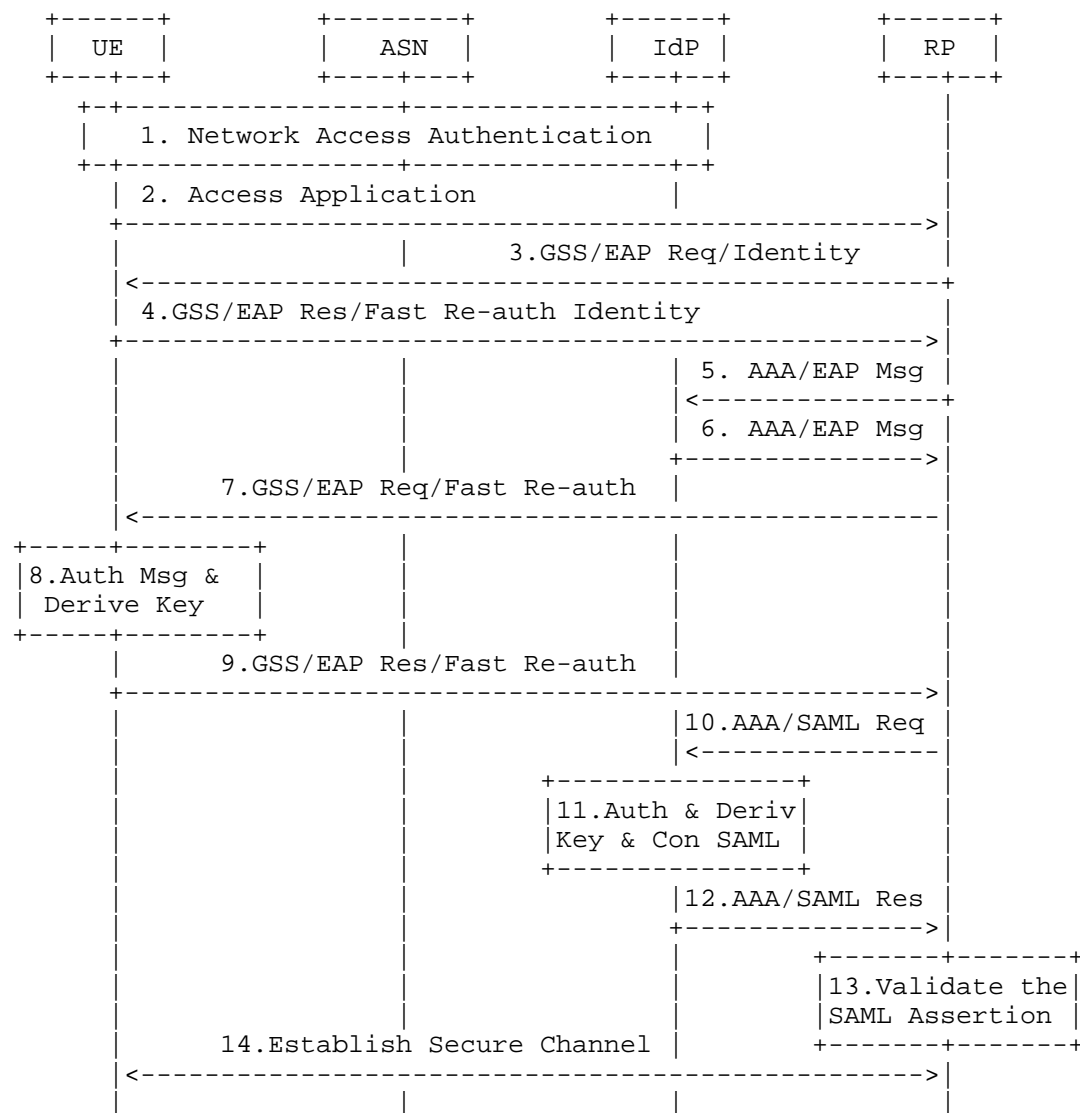 UE ASN IdP RP
1. Network Access Authentication
2. Access Application
3.GSS/EAP Req/Identity
4.GSS/EAP Res/Fast Re-auth Identity
5. AAA/EAP Msg
6. AAA/EAP Msg
7.GSS/EAP Req/Fast Re-auth
8.Auth Msg &
Derive Key
9.GSS/EAP Res/Fast Re-auth
10.AAA/SAML Req
11.Auth & Deriv
Key & Con SAML
12.AAA/SAML Res
13.Validate the
SAML Assertion
14.Establish Secure Channel